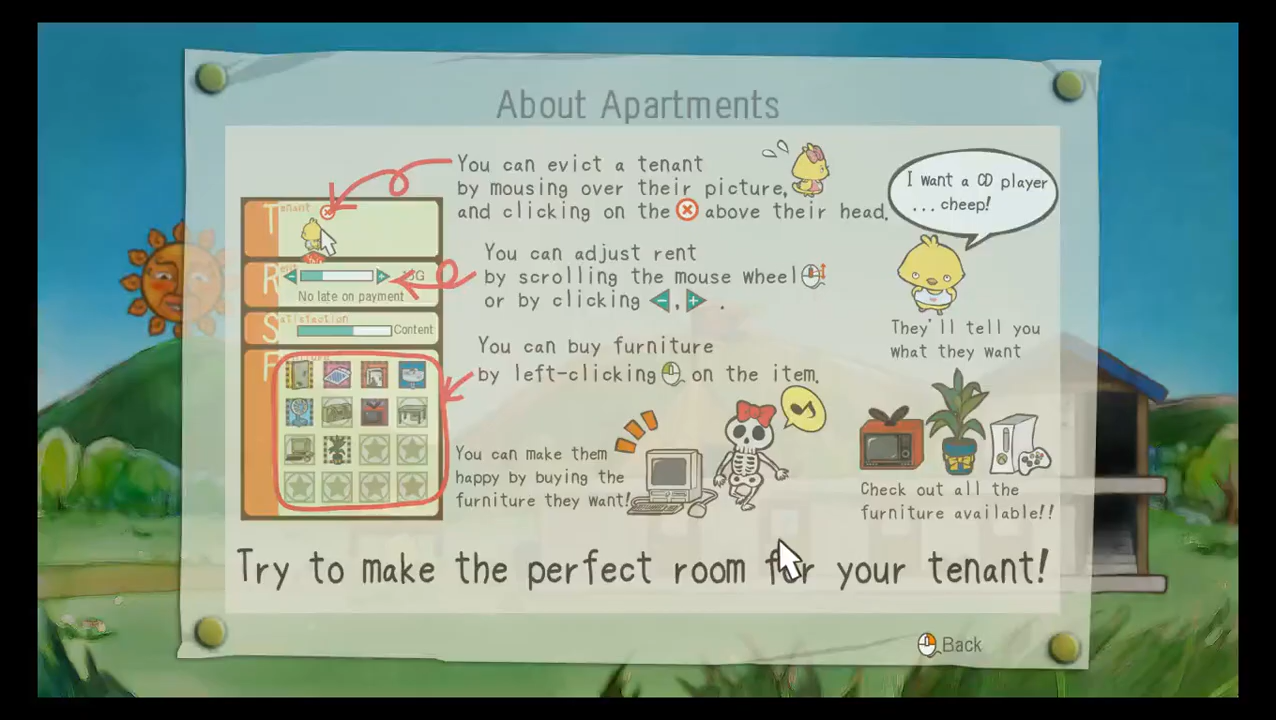 About Apartments
You can evict a tenant
by mousing over their picture,
and clicking on the above their head.
I want a CD player
...cheep!
Tenant
You can adjust rent
by scrolling the mouse wheel
or by clicking , .
No late on payment
Satisfaction
Content
You can buy furniture
by left-clicking on the item.
They'll tell you
what they want
You can make them
happy by buying the
furniture they want!
Check out all the
furniture available!!
Try to make the perfect room for your tenant!
Back